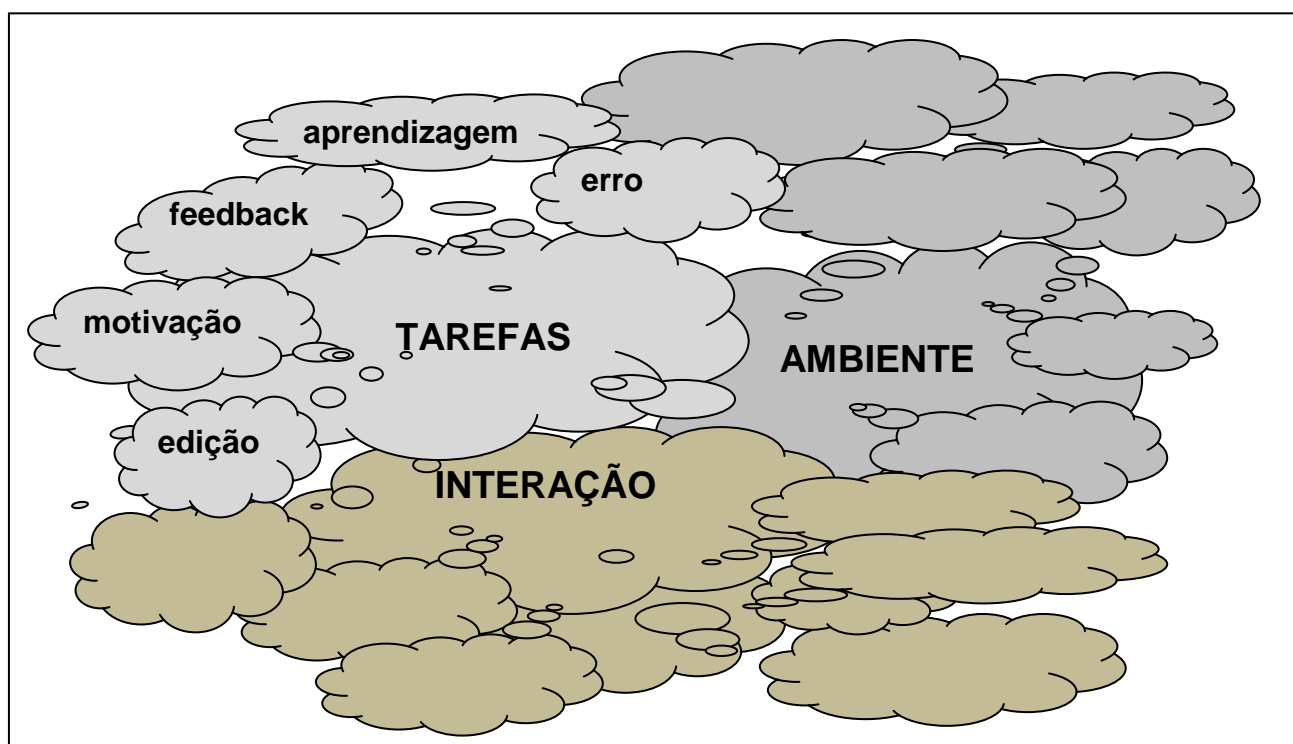 aprendizagem
erro
feedback
motivação
TAREFAS
AMBIENTE
edição
INTERAÇÃO